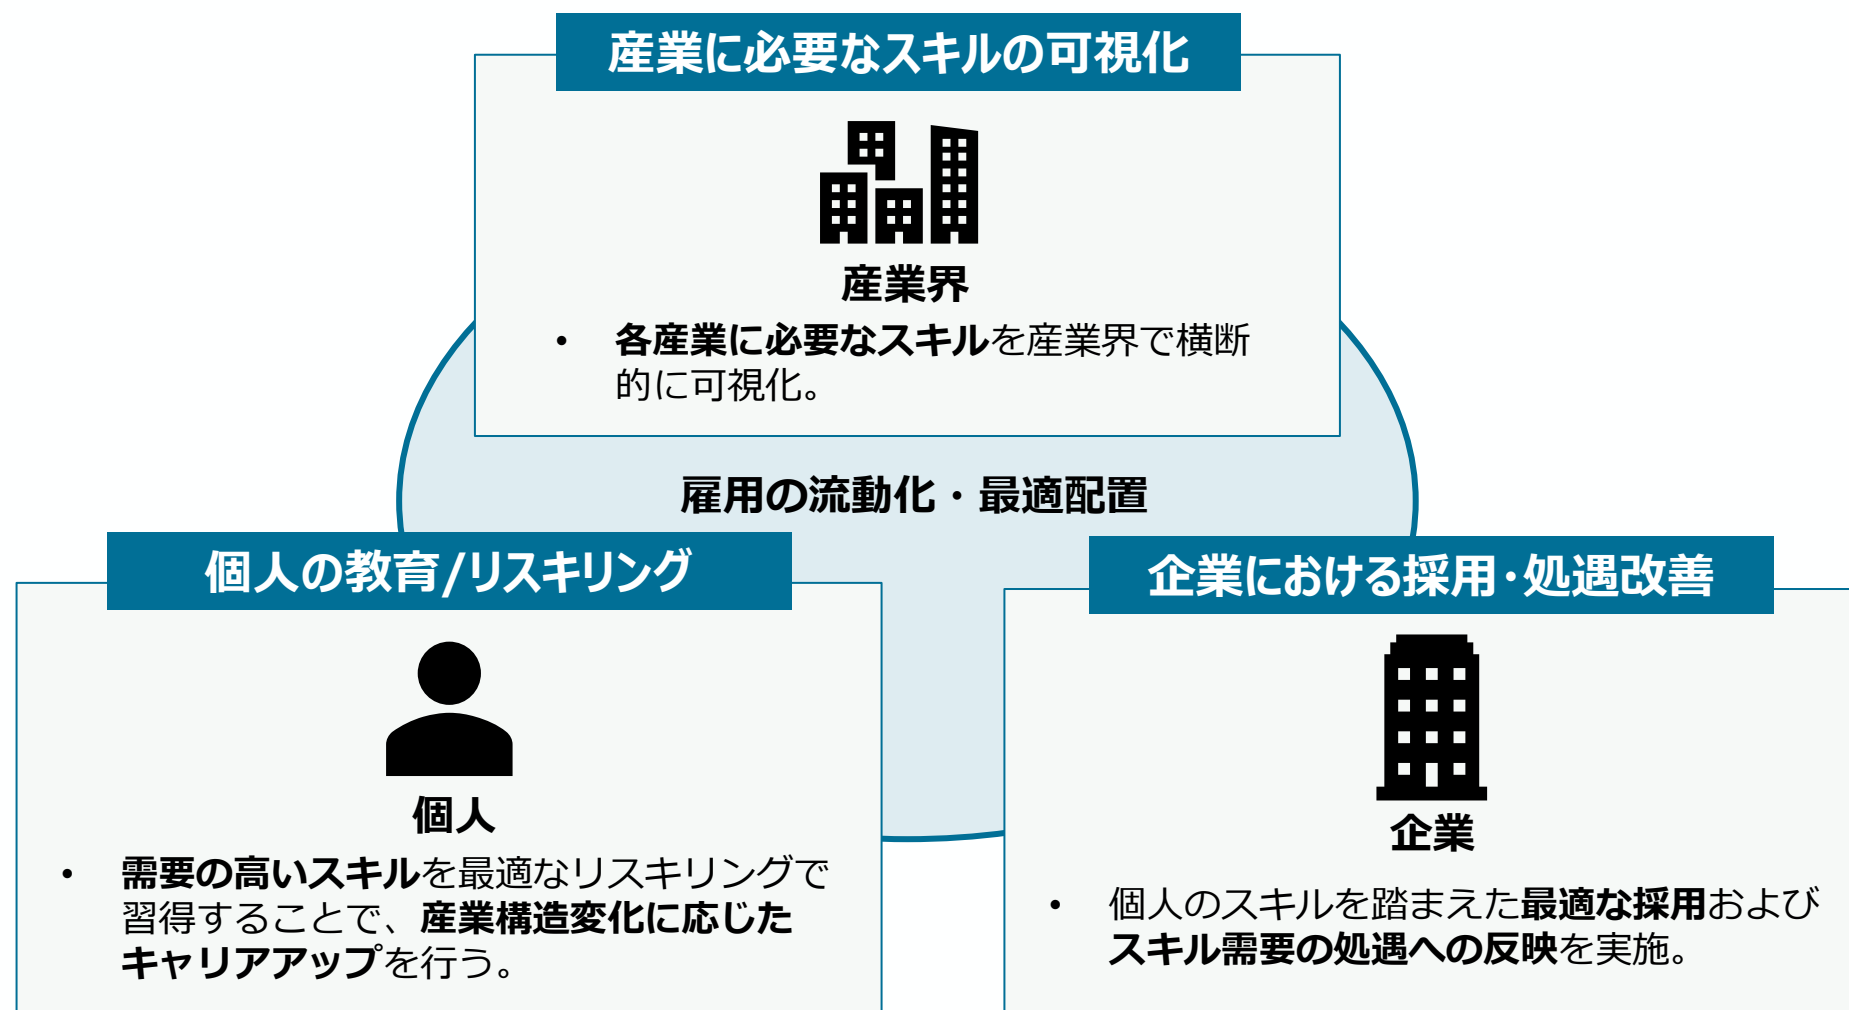 産業に必要なスキルの可視化
産業界
• 各産業に必要なスキルを産業界で横断
的に可視化。
雇用の流動化・最適配置
個人の教育/リスキリング
個人
• 需要の高いスキルを最適なリスキリングで
習得することで、産業構造変化に応じた
キャリアアップを行う。
企業における採用・処遇改善
企業
• 個人のスキルを踏まえた最適な採用および
スキル需要の処遇への反映を実施。